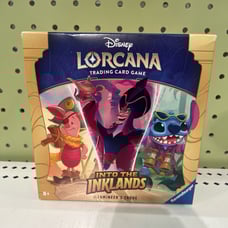 Disney
LORCANA
TRADING CARD GAME
INTO THE
INKLANDS
ILLUMINEER'S TROVE
8+
Ravensburger